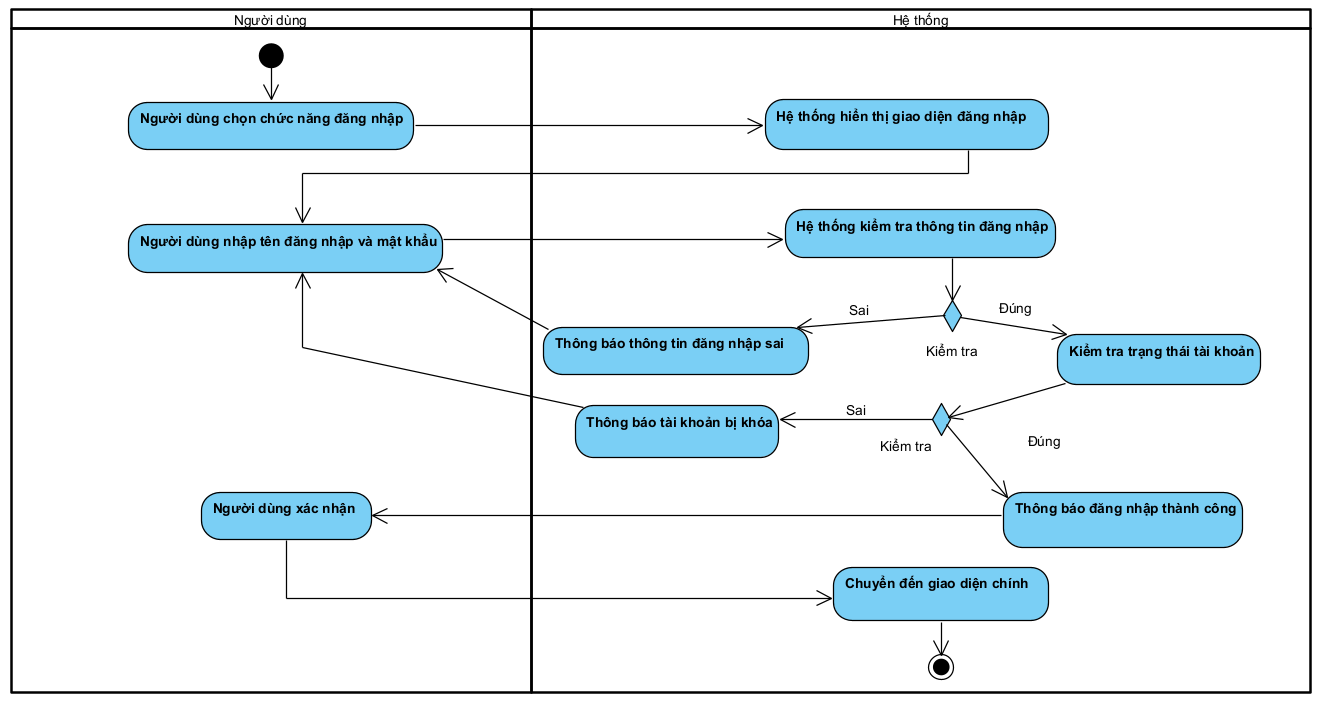 Người dùng
Hệ thống
Người dùng chọn chức năng đăng nhập
Hệ thống hiển thị giao diện đăng nhập
Người dùng nhập tên đăng nhập và mật khẩu
Hệ thống kiểm tra thông tin đăng nhập
Sai
Đúng
Thông báo thông tin đăng nhập sai
Kiểm tra
Kiểm tra trạng thái tài khoản
Sai
Thông báo tài khoản bị khóa
Kiểm tra
Đúng
Người dùng xác nhận
Thông báo đăng nhập thành công
Chuyển đến giao diện chính